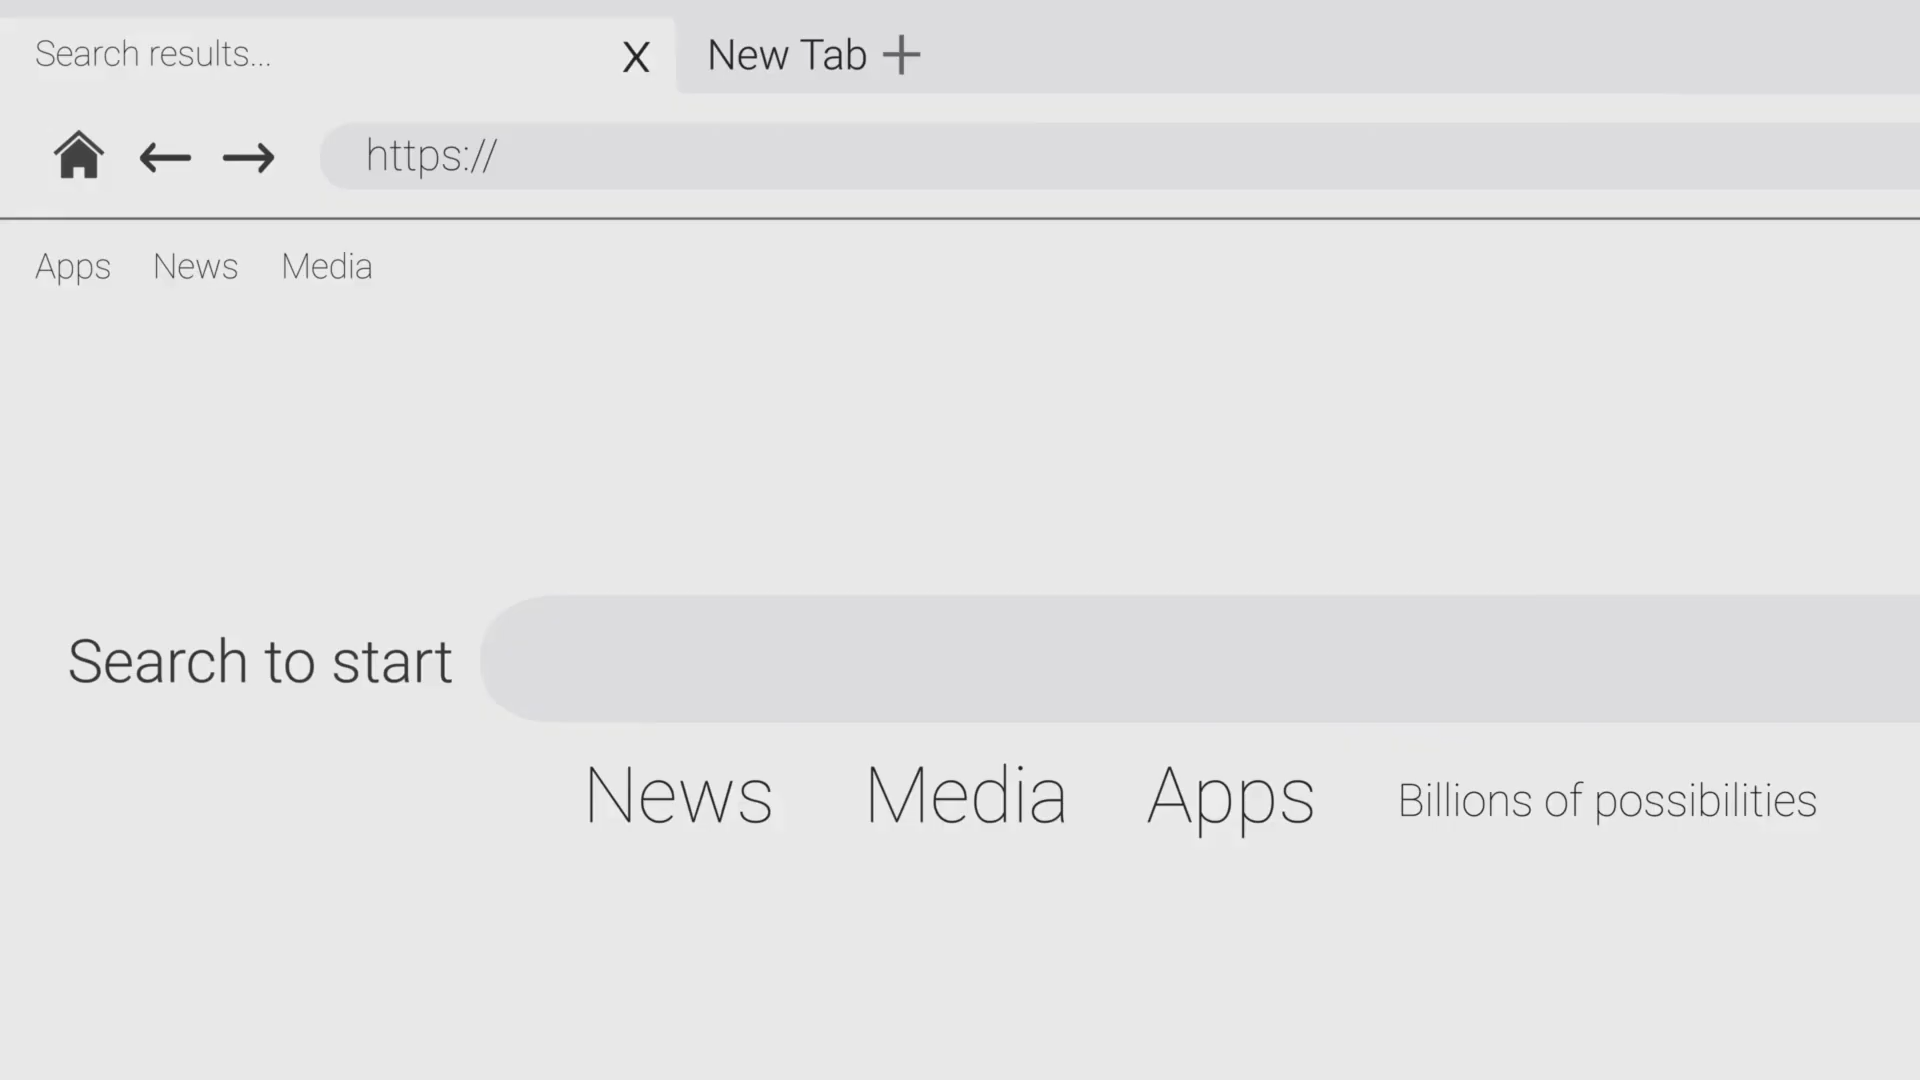 Search results... X New Tab +
https://
Apps News Media
Search to start
News Media Apps Billions of possibilities